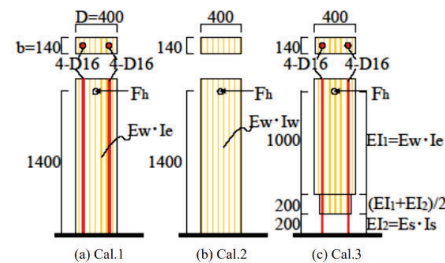 D=400
b=140
4-D16 4-D16
Fh
Ew·Ie
1400
(a) Cal.1
400
140
Fh
Ew·Iw
1400
(b) Cal.2
400
140
4-D16 4-D16
Fh
1000
EI1=Ew·Ie
200
(EI1+EI2)/2
200
EI2=Es·Is
(c) Cal.3